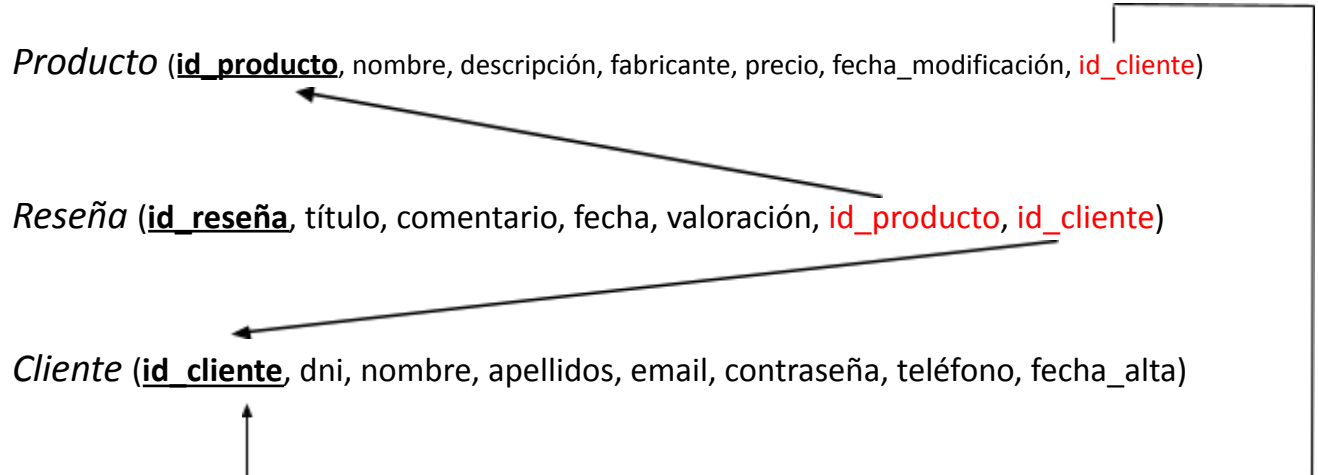 Producto (id_producto, nombre, descripción, fabricante, precio, fecha_modificación, id_cliente)
Reseña (id_reseña, título, comentario, fecha, valoración, id_producto, id_cliente)
Cliente (id_cliente, dni, nombre, apellidos, email, contraseña, teléfono, fecha_alta)